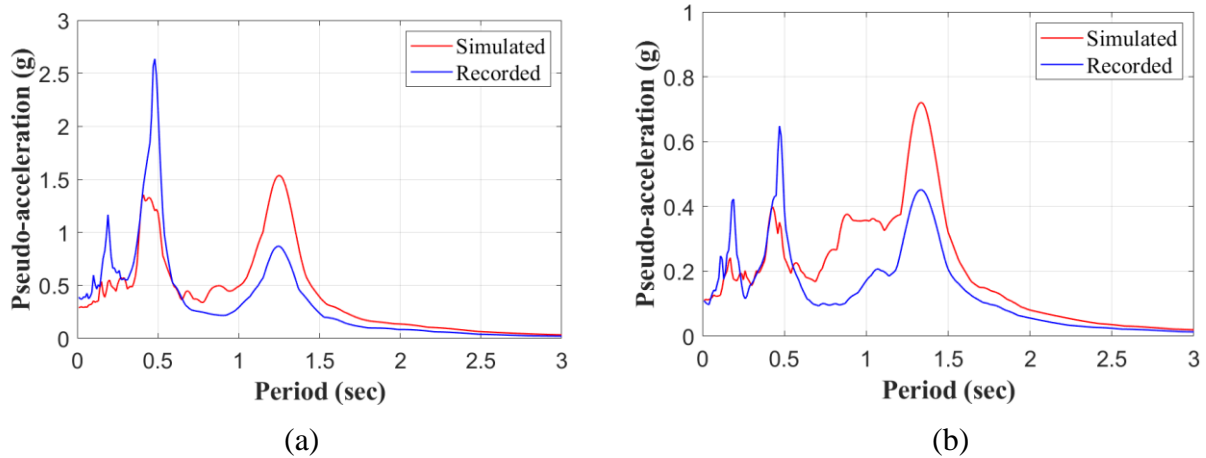 3
2.5
2
1.5
1
0.5
0
Pseudo-acceleration (g)
Simulated
Recorded
0 0.5 1 1.5 2 2.5 3
Period (sec)
(a)
1
0.8
0.6
0.4
0.2
0
Pseudo-acceleration (g)
Simulated
Recorded
0 0.5 1 1.5 2 2.5 3
Period (sec)
(b)